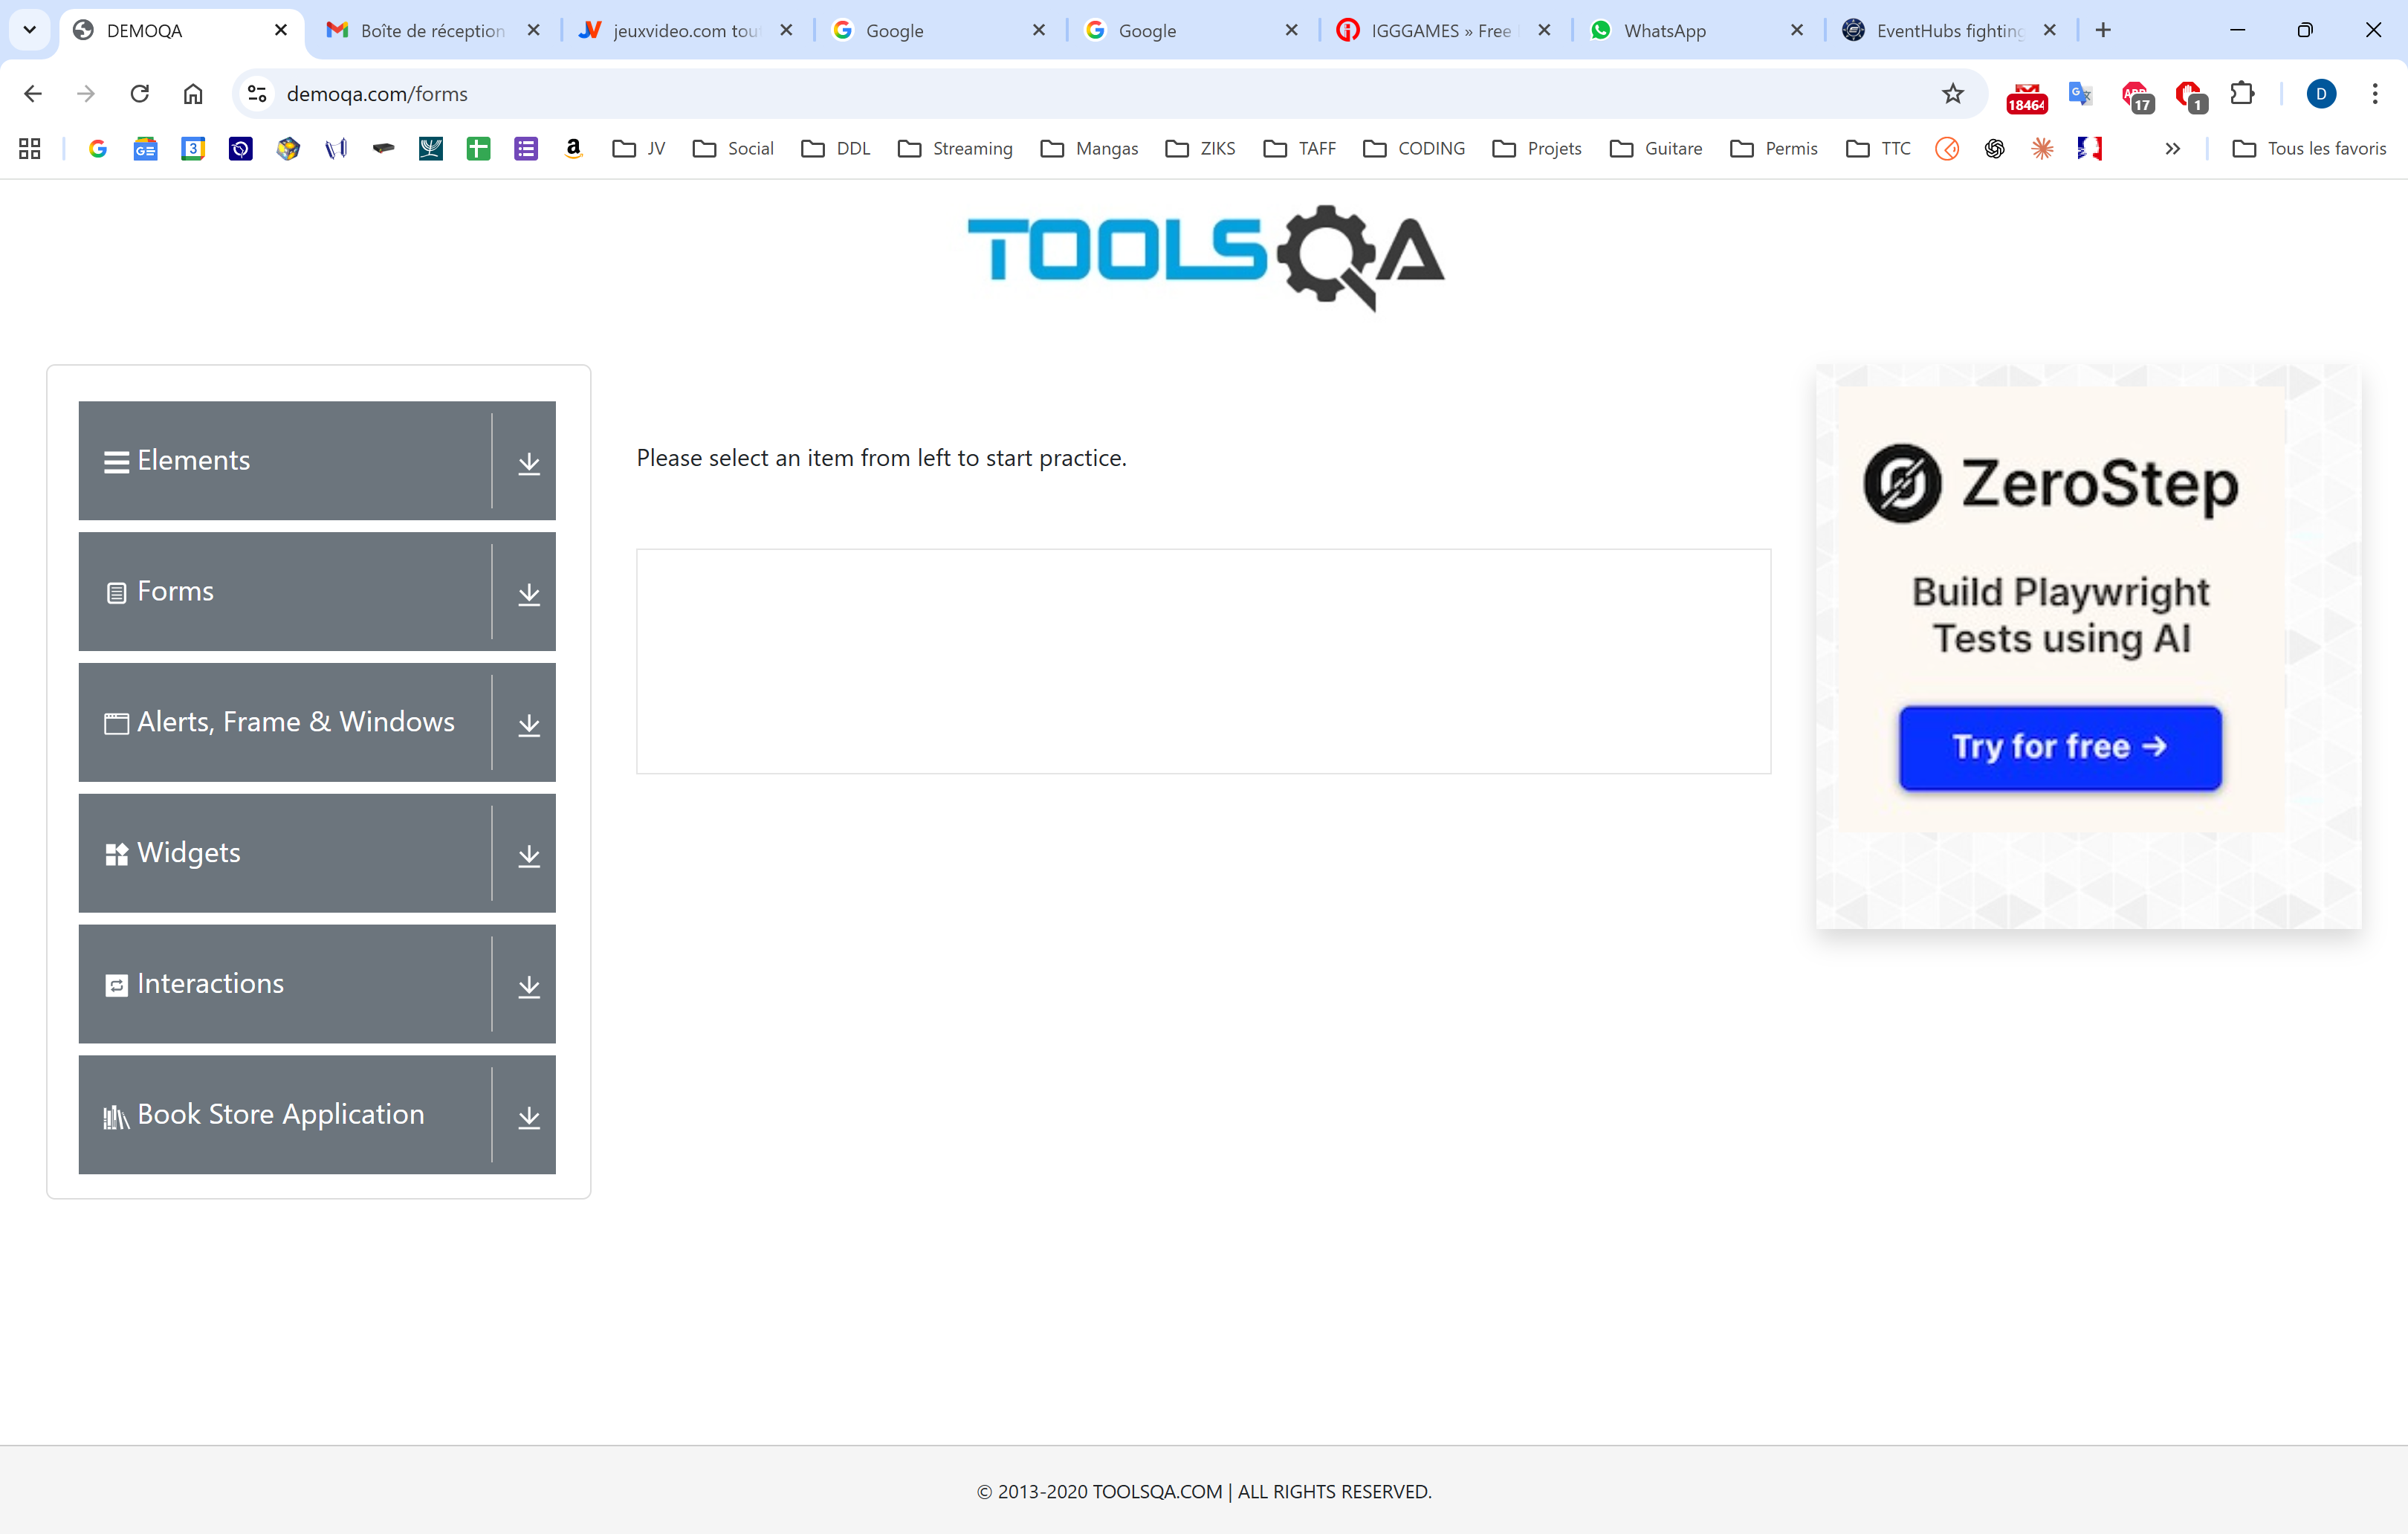 DEMOQA
Boîte de réception
jeuxvideo.com tout
Google
Google
IGGGAMES » Free
WhatsApp
EventHubs fighting
demoqa.com/forms
18464
17
1
D
3
JV
Social
DDL
Streaming
Mangas
ZIKS
TAFF
CODING
Projets
Guitare
Permis
TTC
Tous les favoris
TOOLSQA
Elements
Forms
Alerts, Frame & Windows
Widgets
Interactions
Book Store Application
Please select an item from left to start practice.
ZeroStep
Build Playwright
Tests using AI
Try for free →
© 2013-2020 TOOLSQA.COM | ALL RIGHTS RESERVED.